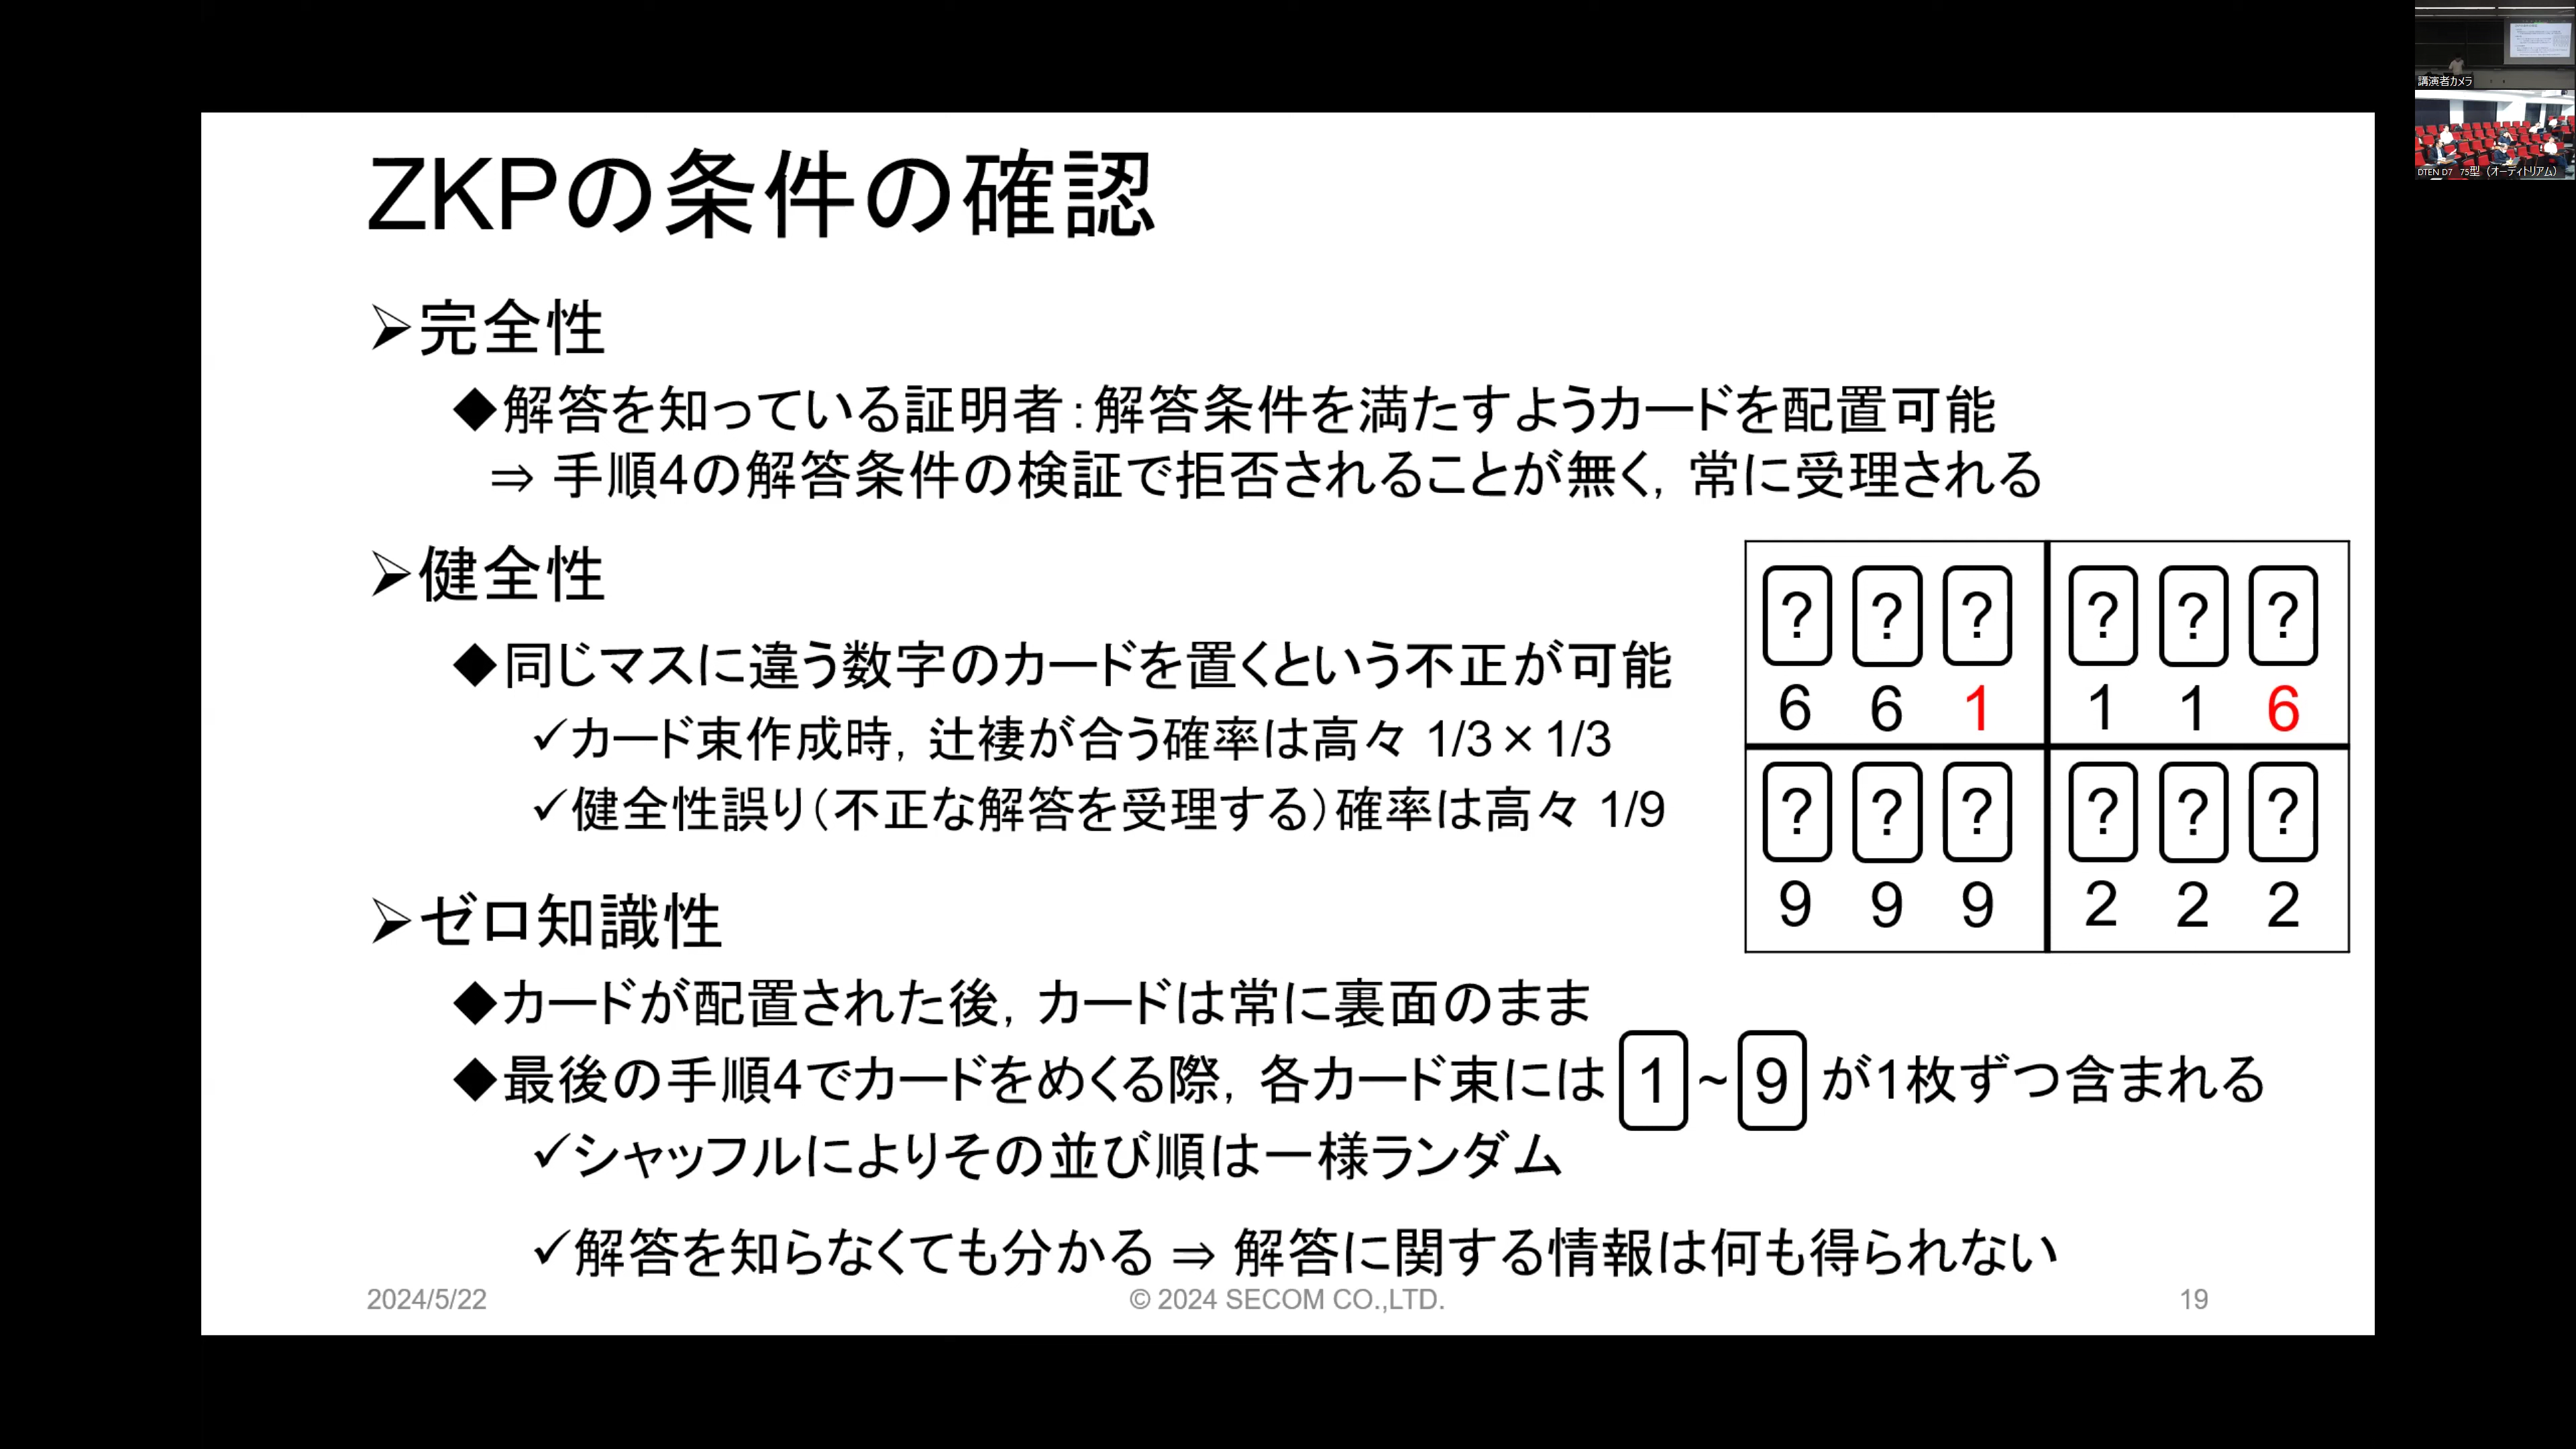 ZKPの条件の確認
➢完全性
◆解答を知っている証明者：解答条件を満たすようカードを配置可能
⇒ 手順4の解答条件の検証で拒否されることが無く，常に受理される
➢健全性
◆同じマスに違う数字のカードを置くという不正が可能
✓カード束作成時，辻褄が合う確率は高々 1/3×1/3
✓健全性誤り（不正な解答を受理する）確率は高々 1/9
? ? ? ? ? ?
6 6 1 1 1 6
? ? ? ? ? ?
9 9 9 2 2 2
➢ゼロ知識性
◆カードが配置された後，カードは常に裏面のまま
◆最後の手順4でカードをめくる際，各カード束には 1 ~ 9 が1枚ずつ含まれる
✓シャッフルによりその並び順は一様ランダム
✓解答を知らなくても分かる ⇒ 解答に関する情報は何も得られない
2024/5/22
© 2024 SECOM CO.,LTD.
19
講演者カメラ
DTEN D7 75型（オーディトリアム）